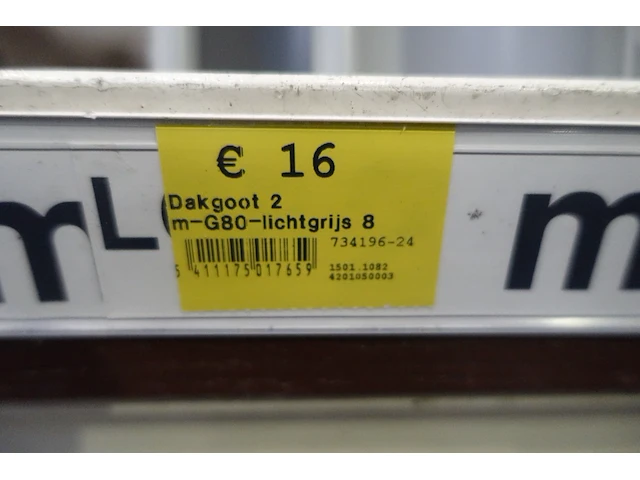 € 16
Dakgoot 2
m-G80-lichtgrijs 8
734196-24
5 411175 017659
1501.1082
4201050003
m
L
m